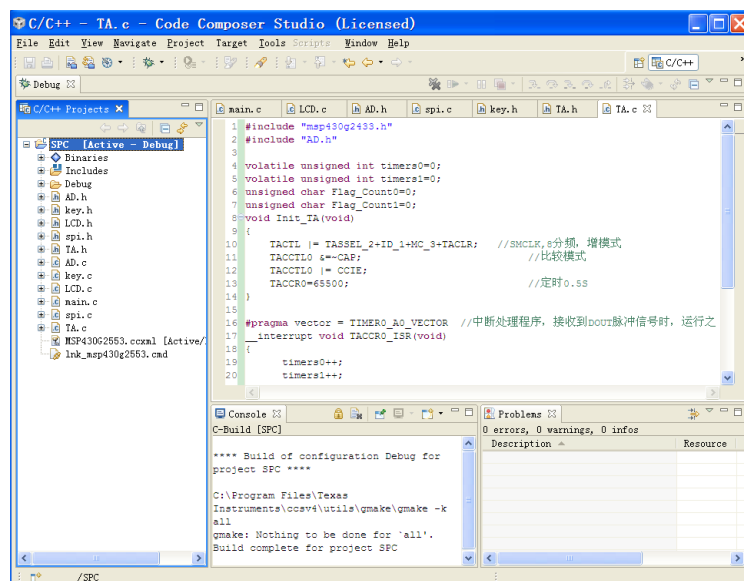 C/C++ - TA.c - Code Composer Studio (Licensed)
File Edit View Navigate Project Target Tools Scripts Window Help
C/C++
Debug
C/C++ Projects
main.c LCD.c AD.h spi.c key.h TA.h TA.c
SPC [Active - Debug]
Binaries
Includes
Debug
AD.h
key.h
LCD.h
spi.h
TA.h
AD.c
key.c
LCD.c
main.c
spi.c
TA.c
MSP430G2553.ccxml [Active/
lnk_msp430g2553.cmd
1 #include "msp430g2433.h"
2 #include "AD.h"
3
4 volatile unsigned int timers0=0;
5 volatile unsigned int timers1=0;
6 unsigned char Flag_Count0=0;
7 unsigned char Flag_Count1=0;
8 void Init_TA(void)
9 {
10 TACTL |= TASSEL_2+ID_1+MC_3+TACLR; //SMCLK,8分频，增模式
11 TACCTL0 &=~CAP; //比较模式
12 TACCTL0 |= CCIE;
13 TACCR0=65500; //定时0.5S
14 }
15
16 #pragma vector = TIMER0_A0_VECTOR //中断处理程序，接收到DOUT脉冲信号时，运行之
17 __interrupt void TACCR0_ISR(void)
18 {
19 timers0++;
20 timers1++;
Console
C-Build [SPC]
**** Build of configuration Debug for
project SPC ****
C:\Program Files\Texas
Instruments\ccsv4\utils\gmake\gmake -k
all
gmake: Nothing to be done for `all'.
Build complete for project SPC
Problems
0 errors, 0 warnings, 0 infos
Description Resource
/SPC